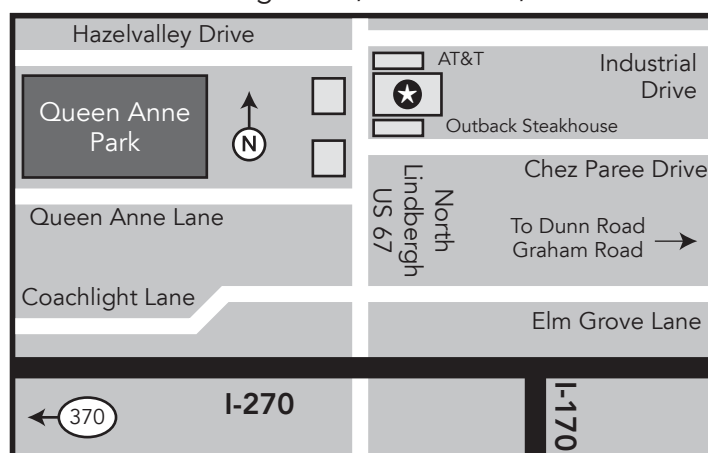 Hazelvalley Drive
AT&T
Industrial
Drive
Queen Anne
Park
N
Outback Steakhouse
Chez Paree Drive
North
Lindbergh
US 67
Queen Anne Lane
To Dunn Road
Graham Road
Coachlight Lane
Elm Grove Lane
370
I-270
I-170